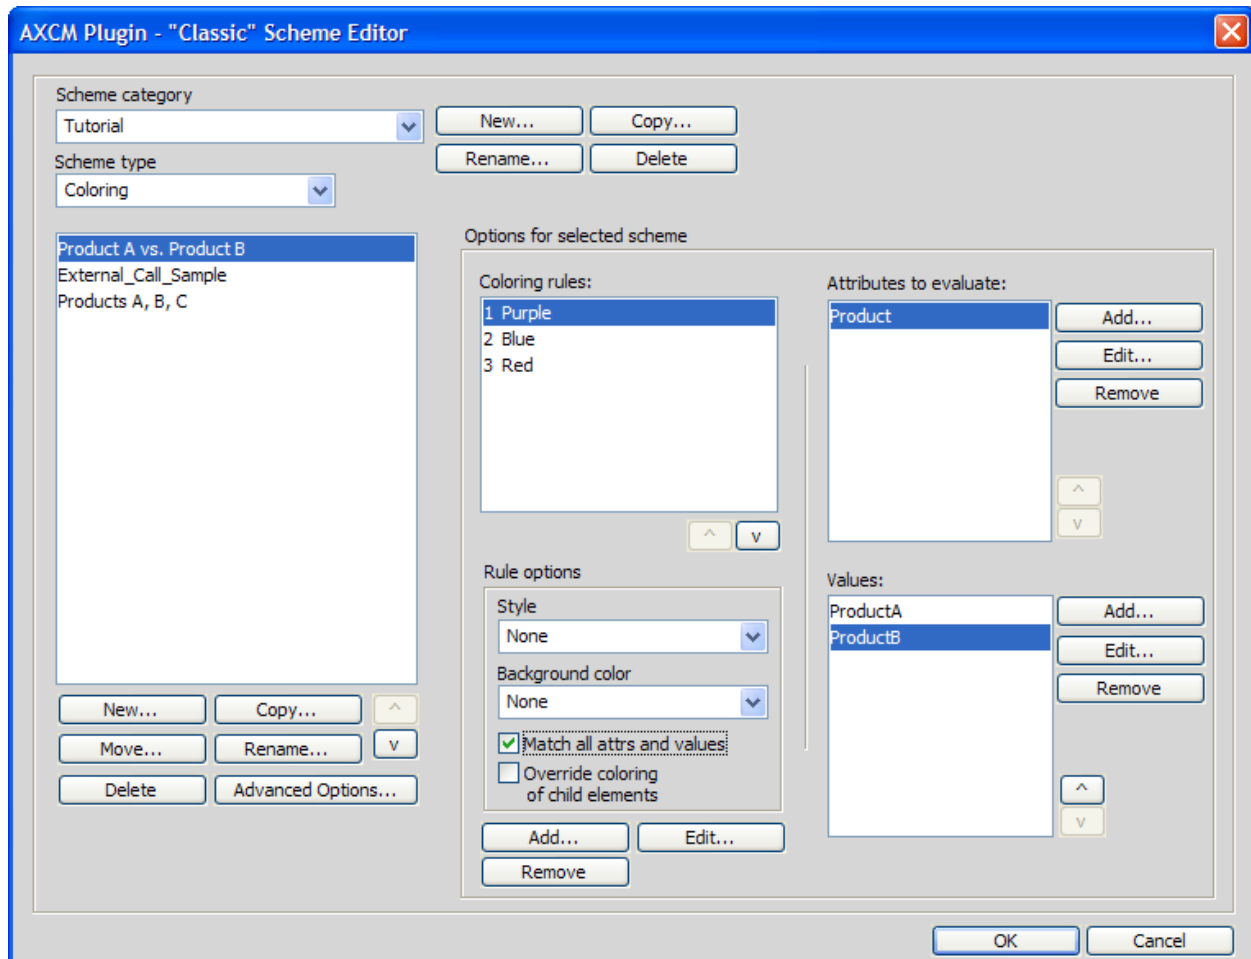 AXCM Plugin - "Classic" Scheme Editor
Scheme category
Tutorial
New...
Copy...
Rename...
Delete
Scheme type
Coloring
Product A vs. Product B
External_Call_Sample
Products A, B, C
New...
Copy...
^
Move...
Rename...
v
Delete
Advanced Options...
Options for selected scheme
Coloring rules:
1 Purple
2 Blue
3 Red
^
v
Rule options
Style
None
Background color
None
Match all attrs and values
Override coloring
of child elements
Add...
Edit...
Remove
Attributes to evaluate:
Product
Add...
Edit...
Remove
^
v
Values:
ProductA
ProductB
Add...
Edit...
Remove
^
v
OK
Cancel